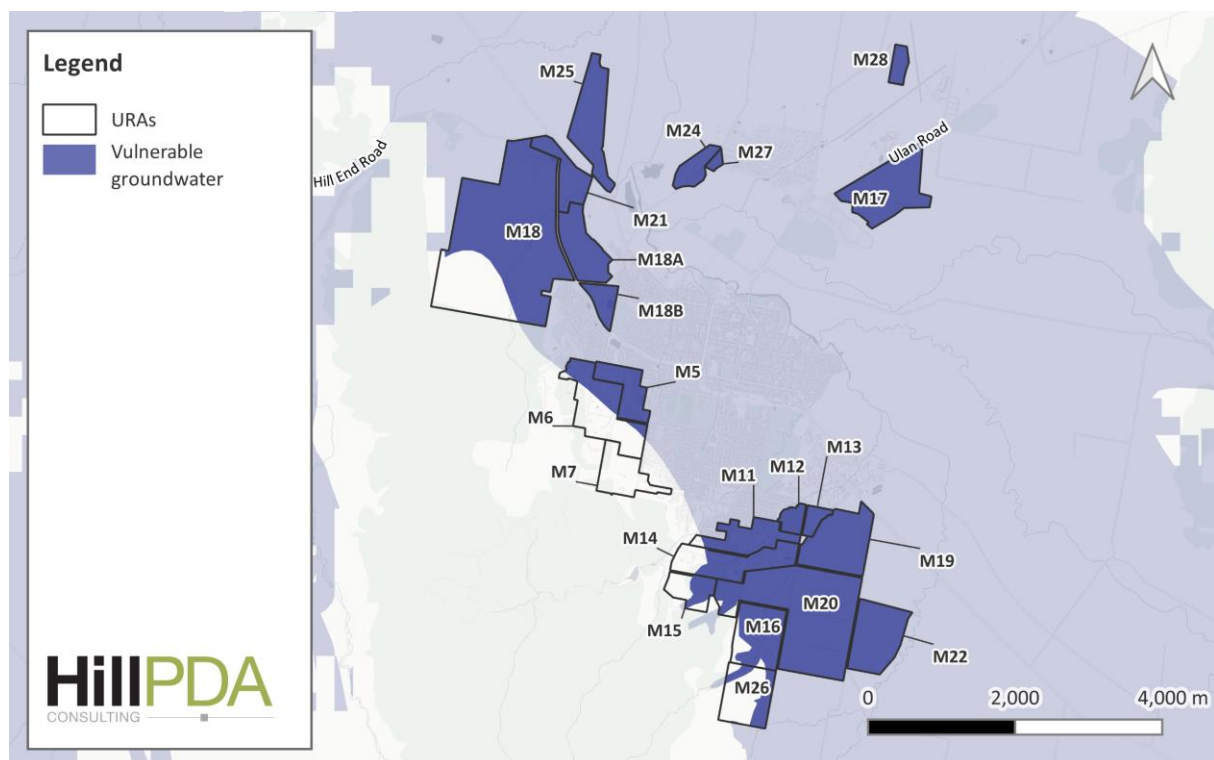 Legend
URAs
Vulnerable
groundwater
Hill End Road
M25
M28
M24
M27
Ulan Road
M17
M21
M18
M18A
M18B
M5
M6
M7
M11
M12
M13
M14
M19
M20
M15
M16
M22
M26
0 2,000 4,000 m
HillPDA
CONSULTING